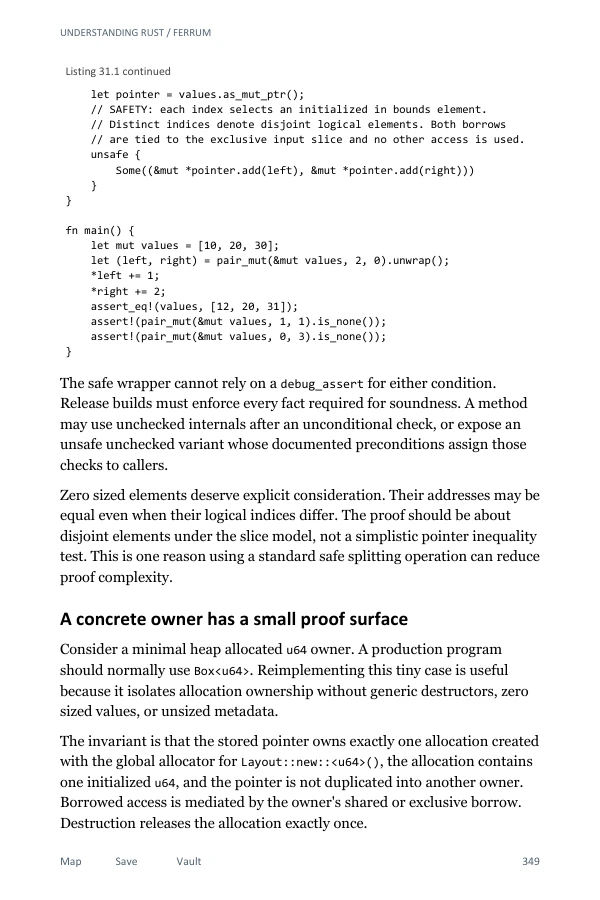 UNDERSTANDING RUST / FERRUM
Listing 31.1 continued
    let pointer = values.as_mut_ptr();
    // SAFETY: each index selects an initialized in bounds element.
    // Distinct indices denote disjoint logical elements. Both borrows
    // are tied to the exclusive input slice and no other access is used.
    unsafe {
        Some((&mut *pointer.add(left), &mut *pointer.add(right)))
    }
}

fn main() {
    let mut values = [10, 20, 30];
    let (left, right) = pair_mut(&mut values, 2, 0).unwrap();
    *left += 1;
    *right += 2;
    assert_eq!(values, [12, 20, 31]);
    assert!(pair_mut(&mut values, 1, 1).is_none());
    assert!(pair_mut(&mut values, 0, 3).is_none());
}
The safe wrapper cannot rely on a debug_assert for either condition.
Release builds must enforce every fact required for soundness. A method
may use unchecked internals after an unconditional check, or expose an
unsafe unchecked variant whose documented preconditions assign those
checks to callers.
Zero sized elements deserve explicit consideration. Their addresses may be
equal even when their logical indices differ. The proof should be about
disjoint elements under the slice model, not a simplistic pointer inequality
test. This is one reason using a standard safe splitting operation can reduce
proof complexity.
A concrete owner has a small proof surface
Consider a minimal heap allocated u64 owner. A production program
should normally use Box<u64>. Reimplementing this tiny case is useful
because it isolates allocation ownership without generic destructors, zero
sized values, or unsized metadata.
The invariant is that the stored pointer owns exactly one allocation created
with the global allocator for Layout::new::<u64>(), the allocation contains
one initialized u64, and the pointer is not duplicated into another owner.
Borrowed access is mediated by the owner's shared or exclusive borrow.
Destruction releases the allocation exactly once.
Map Save Vault 349